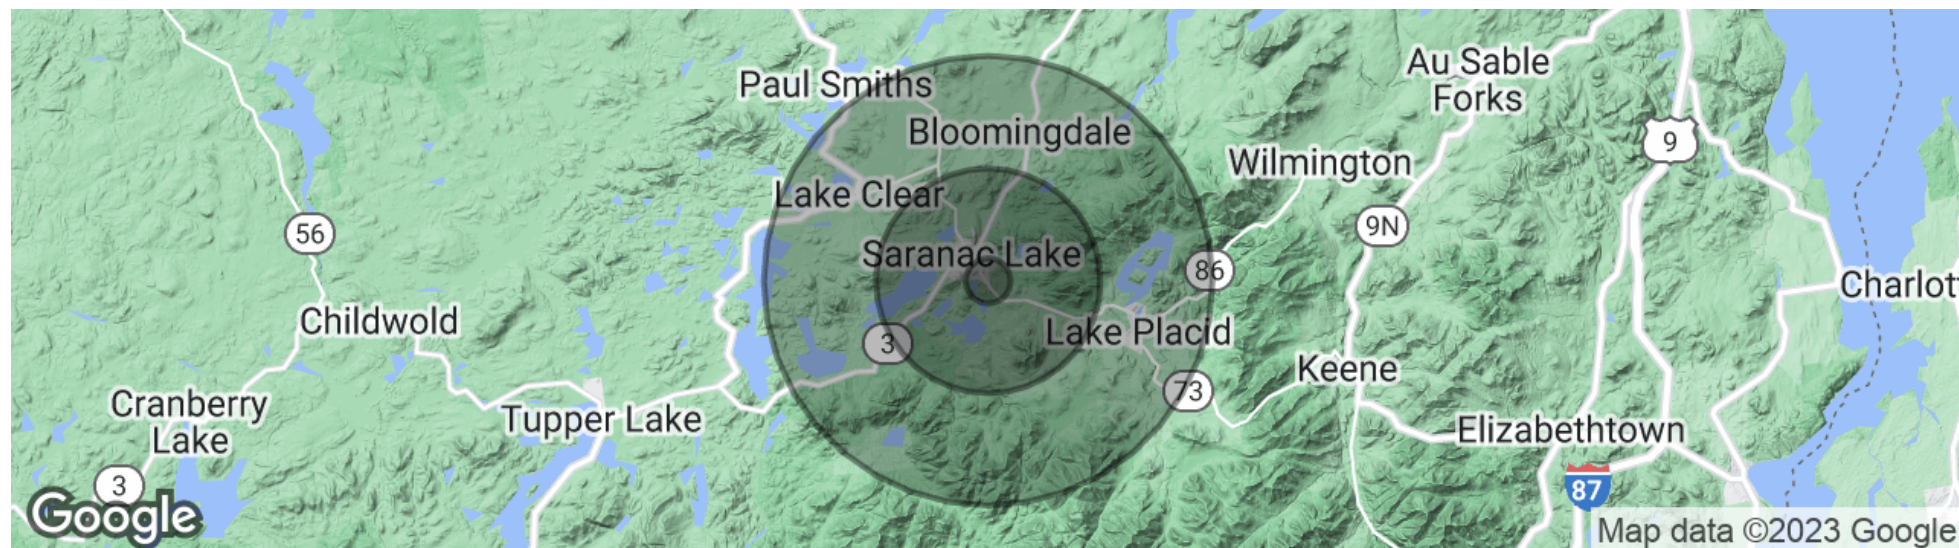 Au Sable
Forks
Paul Smiths
Bloomingdale
9
Wilmington
Lake Clear
56
9N
Saranac Lake
86
Charlot
Childwold
Lake Placid
3
Keene
73
Cranberry
Lake
Tupper Lake
Elizabethtown
3
87
Google
Map data ©2023 Google